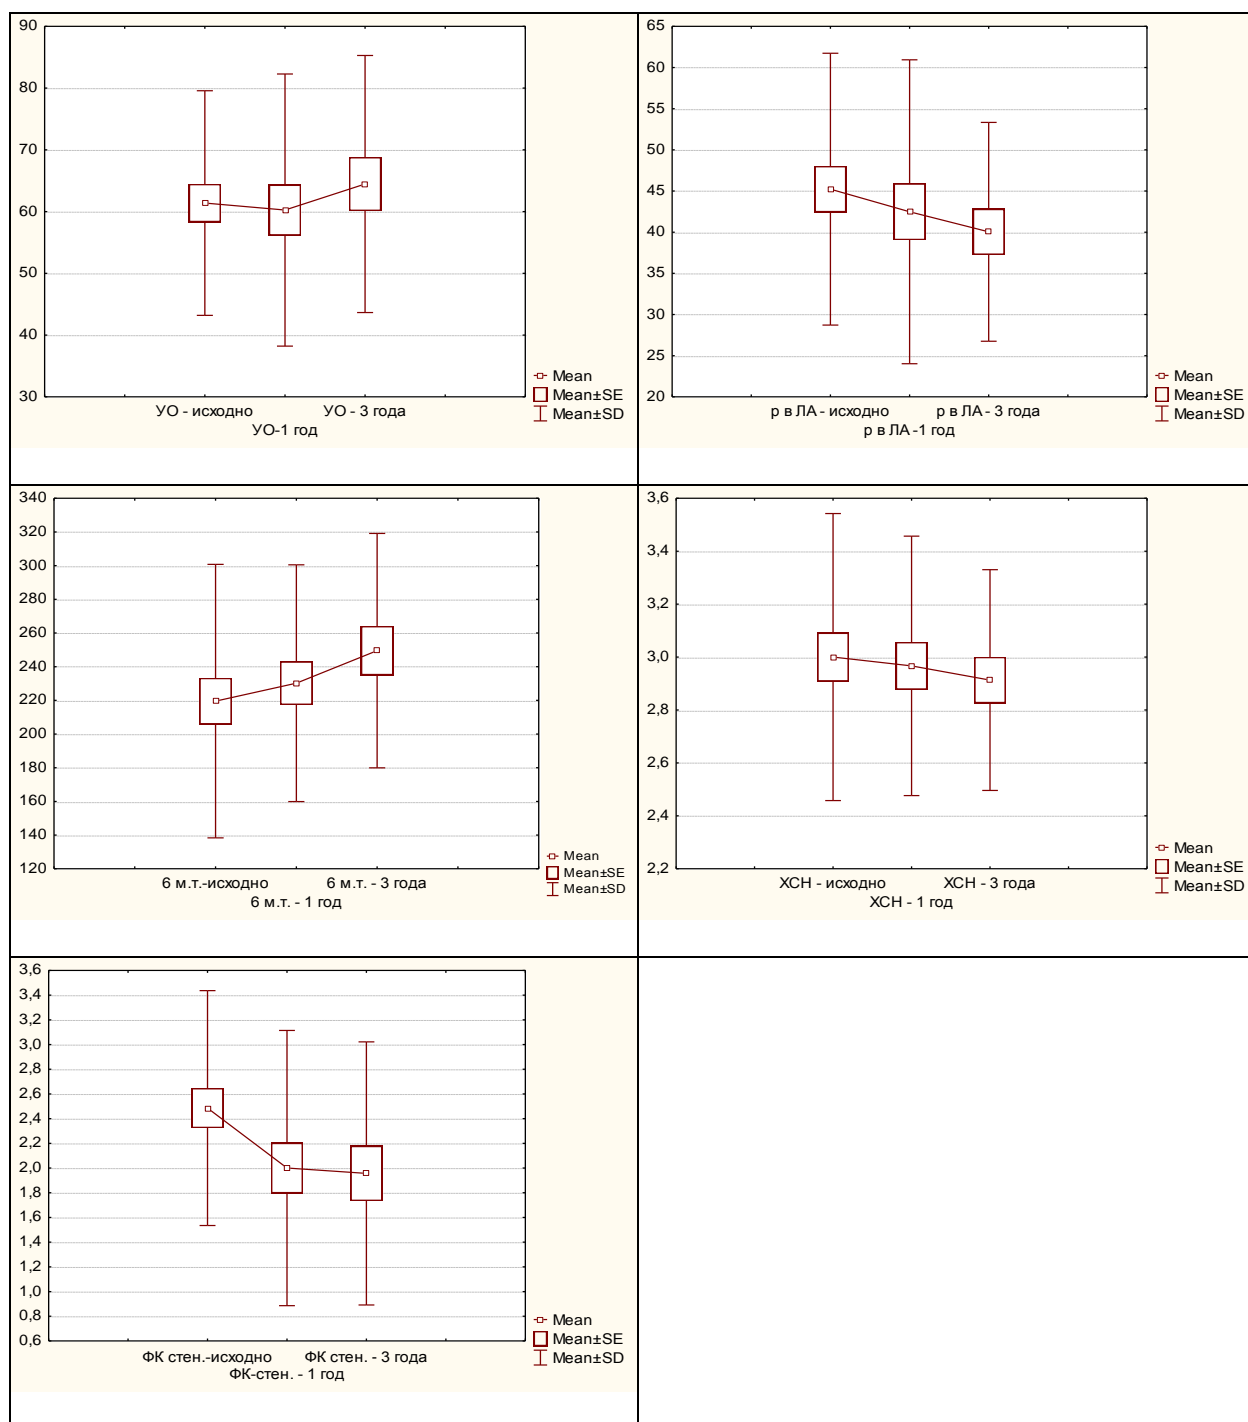 90
80
70
60
50
40
30
УО - исходно УО - 3 года
УО-1 год
Mean
Mean±SE
Mean±SD
65
60
55
50
45
40
35
30
25
20
р в ЛА - исходно р в ЛА - 3 года
р в ЛА -1 год
Mean
Mean±SE
Mean±SD
340
320
300
280
260
240
220
200
180
160
140
120
6 м.т.-исходно 6 м.т. - 3 года
6 м.т. - 1 год
Mean
Mean±SE
Mean±SD
3,6
3,4
3,2
3,0
2,8
2,6
2,4
2,2
ХСН - исходно ХСН - 3 года
ХСН - 1 год
Mean
Mean±SE
Mean±SD
3,6
3,4
3,2
3,0
2,8
2,6
2,4
2,2
2,0
1,8
1,6
1,4
1,2
1,0
0,8
0,6
ФК стен.-исходно ФК стен. - 3 года
ФК-стен. - 1 год
Mean
Mean±SE
Mean±SD